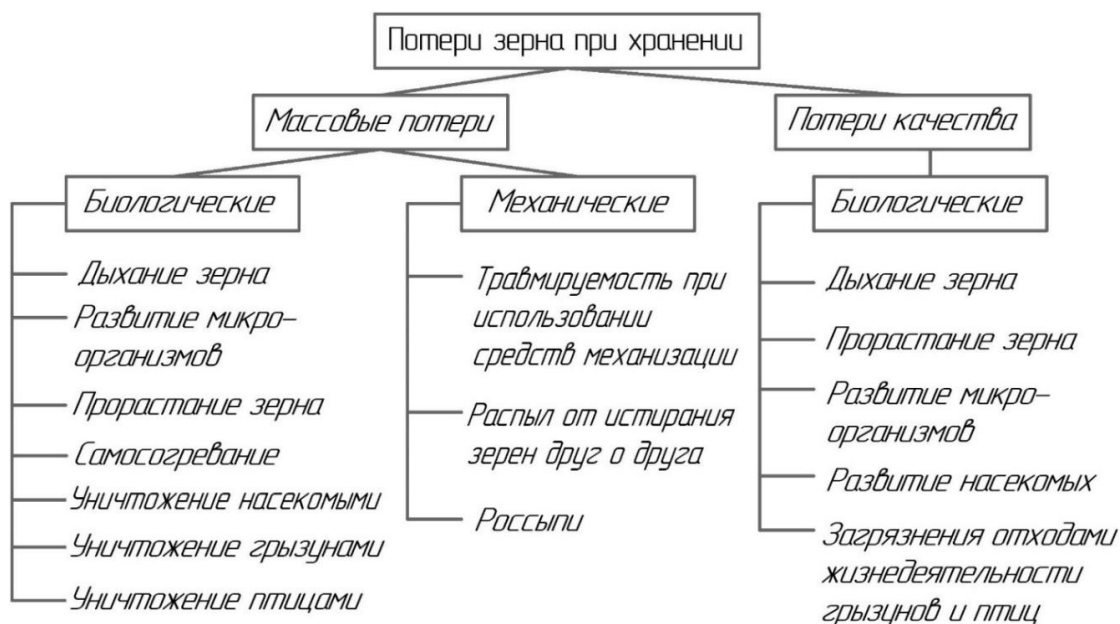 Потери зерна при хранении
Массовые потери
Потери качества
Биологические
Механические
Биологические
Дыхание зерна
Развитие микро-
организмов
Прорастание зерна
Самосогревание
Уничтожение насекомыми
Уничтожение грызунами
Уничтожение птицами
Травмируемость при
использовании
средств механизации
Распыл от истирания
зерен друг о друга
Россыпи
Дыхание зерна
Прорастание зерна
Развитие микро-
организмов
Развитие насекомых
Загрязнения отходами
жизнедеятельности
грызунов и птиц